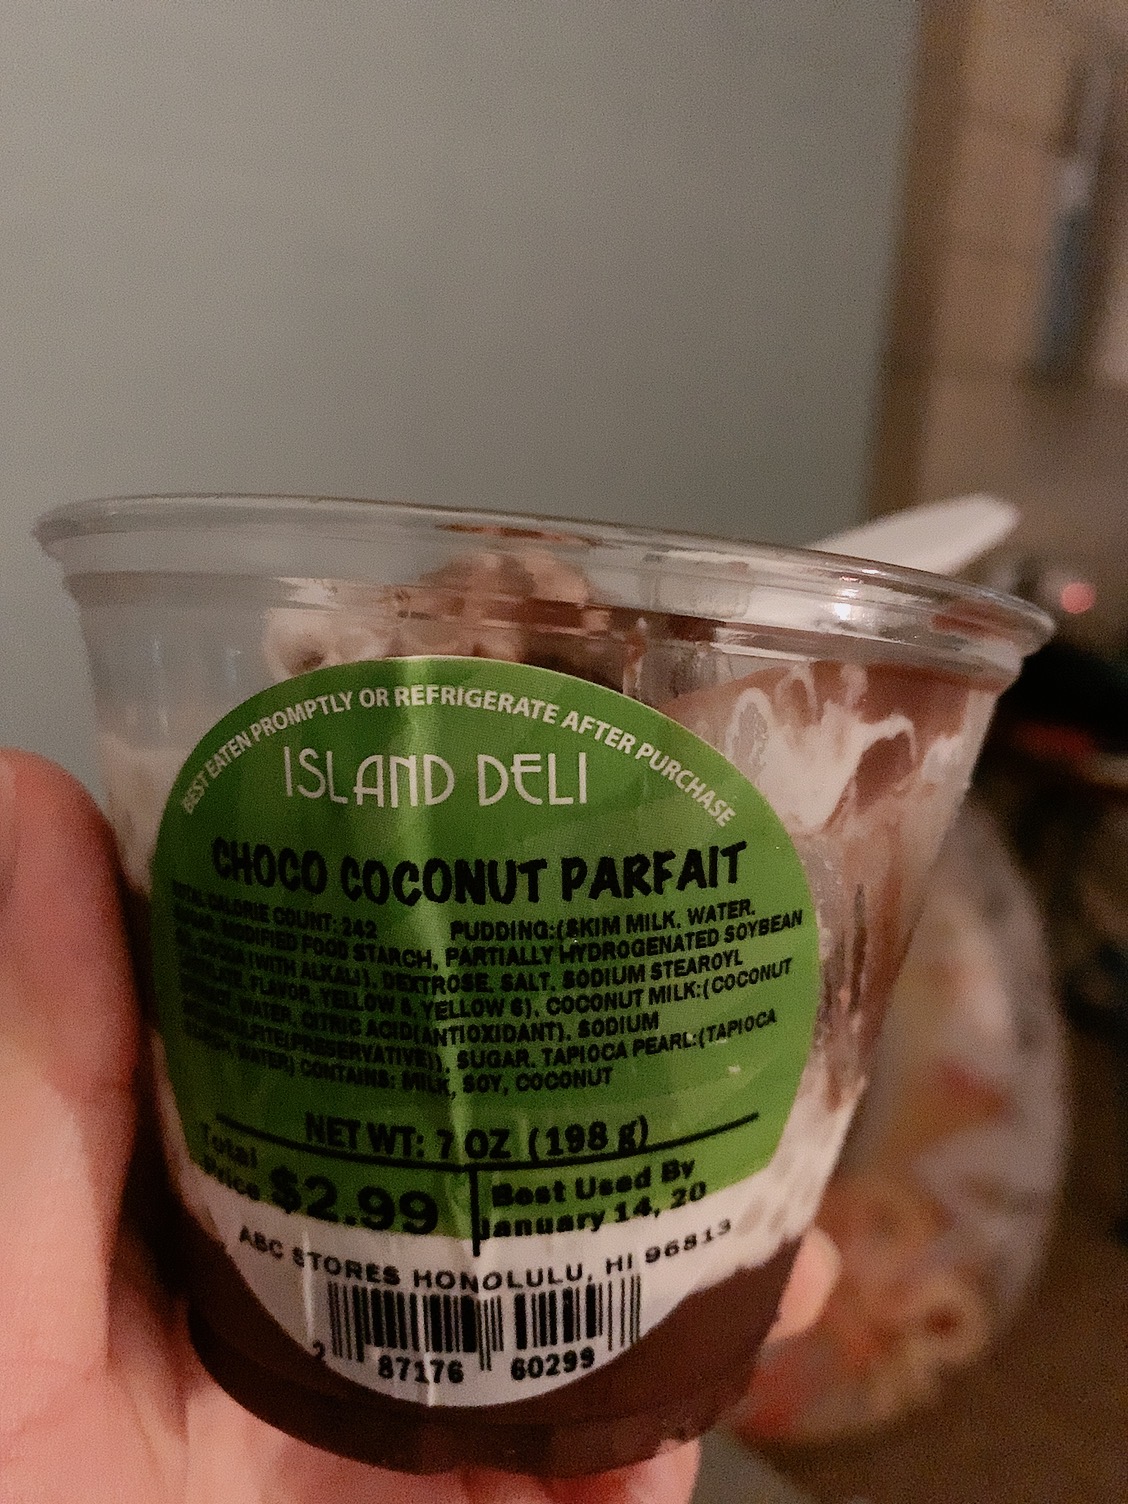 BEST EATEN PROMPTLY OR REFRIGERATE AFTER PURCHASE
ISLAND DELI
CHOCO COCONUT PARFAIT
TOTAL CALORIE COUNT: 242 PUDDING:(SKIM MILK, WATER,
SUGAR, MODIFIED FOOD STARCH, PARTIALLY HYDROGENATED SOYBEAN
OIL, COCOA (WITH ALKALI), DEXTROSE, SALT, SODIUM STEAROYL
FLAVOR, YELLOW 5, YELLOW 6), COCONUT MILK:(COCONUT
WATER, CITRIC ACID(ANTIOXIDANT), SODIUM
(PRESERVATIVE)), SUGAR, TAPIOCA PEARL:(TAPIOCA
WATER) CONTAINS: MILK, SOY, COCONUT
NET WT: 7 OZ (198 g)
Total Price $2.99
Best Used By
January 14, 20
ABC STORES HONOLULU, HI 96813
2 87176 60299